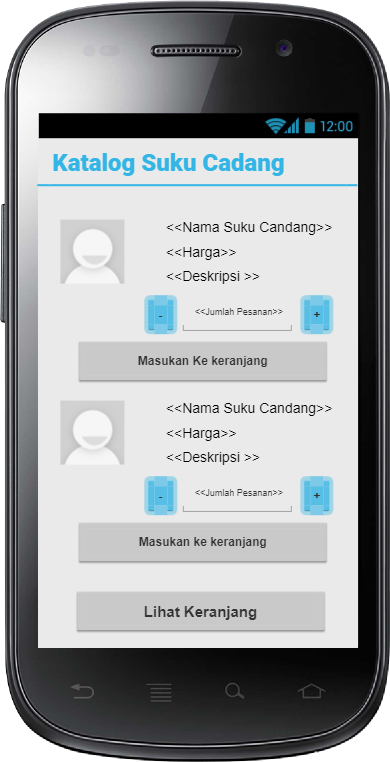 12:00
Katalog Suku Cadang
<<Nama Suku Candang>>
<<Harga>>
<<Deskripsi >>
- <<Jumlah Pesanan>> +
Masukan Ke keranjang
<<Nama Suku Candang>>
<<Harga>>
<<Deskripsi >>
- <<Jumlah Pesanan>> +
Masukan ke keranjang
Lihat Keranjang